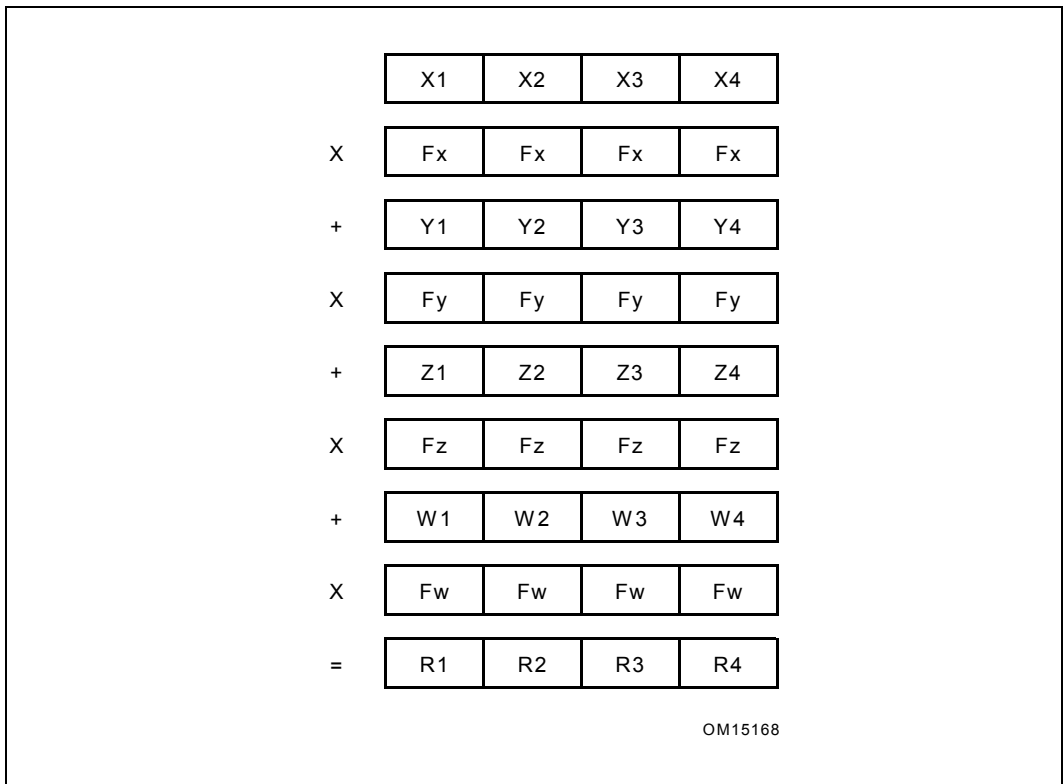 X1 X2 X3 X4
X Fx Fx Fx Fx
+ Y1 Y2 Y3 Y4
X Fy Fy Fy Fy
+ Z1 Z2 Z3 Z4
X Fz Fz Fz Fz
+ W1 W2 W3 W4
X Fw Fw Fw Fw
= R1 R2 R3 R4
OM15168